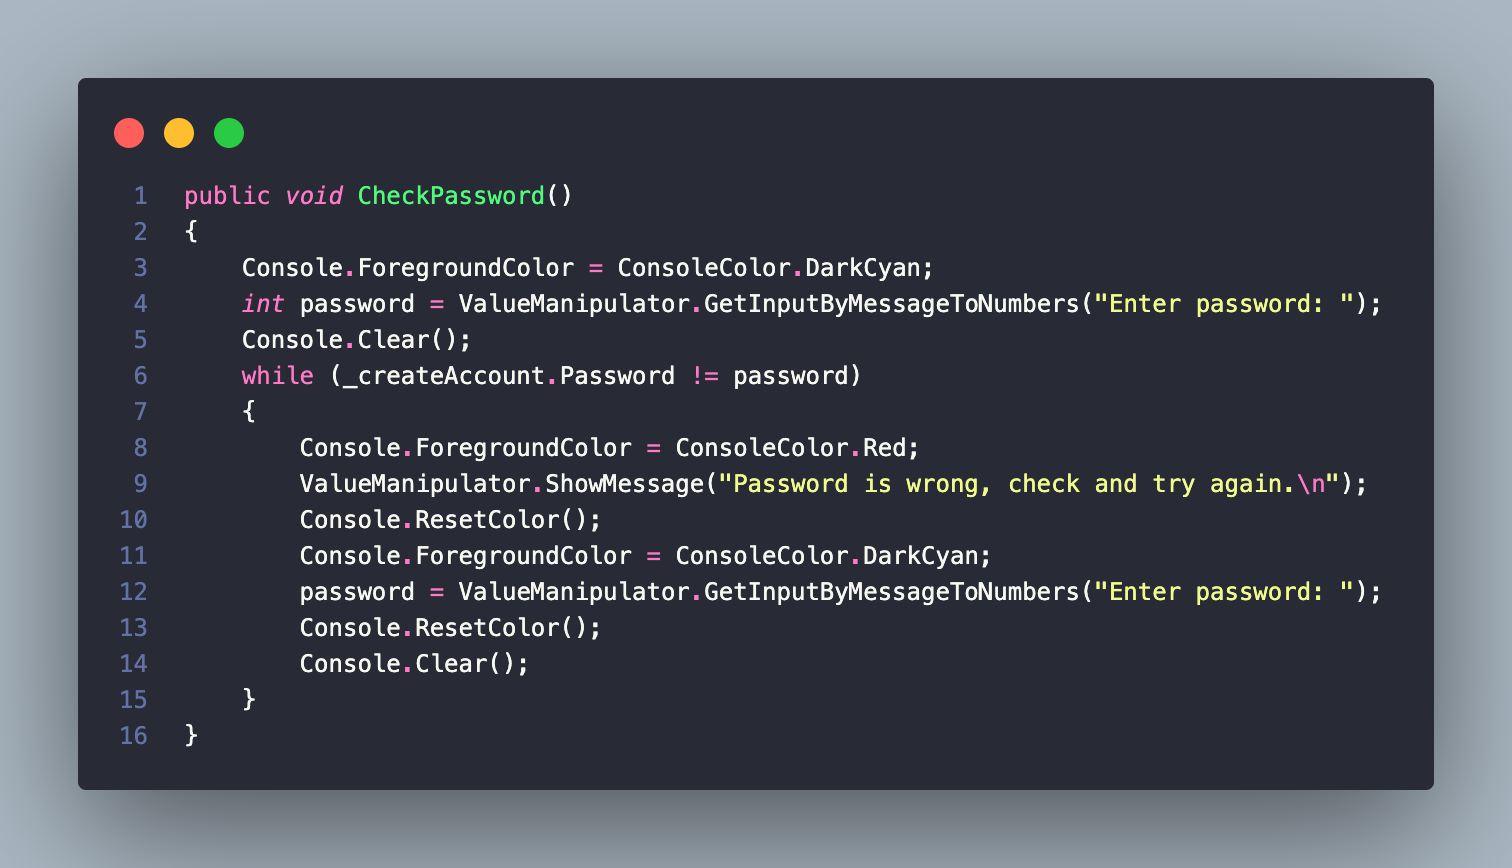 1 public void CheckPassword()
2 {
3     Console.ForegroundColor = ConsoleColor.DarkCyan;
4     int password = ValueManipulator.GetInputByMessageToNumbers("Enter password: ");
5     Console.Clear();
6     while (_createAccount.Password != password)
7     {
8         Console.ForegroundColor = ConsoleColor.Red;
9         ValueManipulator.ShowMessage("Password is wrong, check and try again.\n");
10         Console.ResetColor();
11         Console.ForegroundColor = ConsoleColor.DarkCyan;
12         password = ValueManipulator.GetInputByMessageToNumbers("Enter password: ");
13         Console.ResetColor();
14         Console.Clear();
15     }
16 }